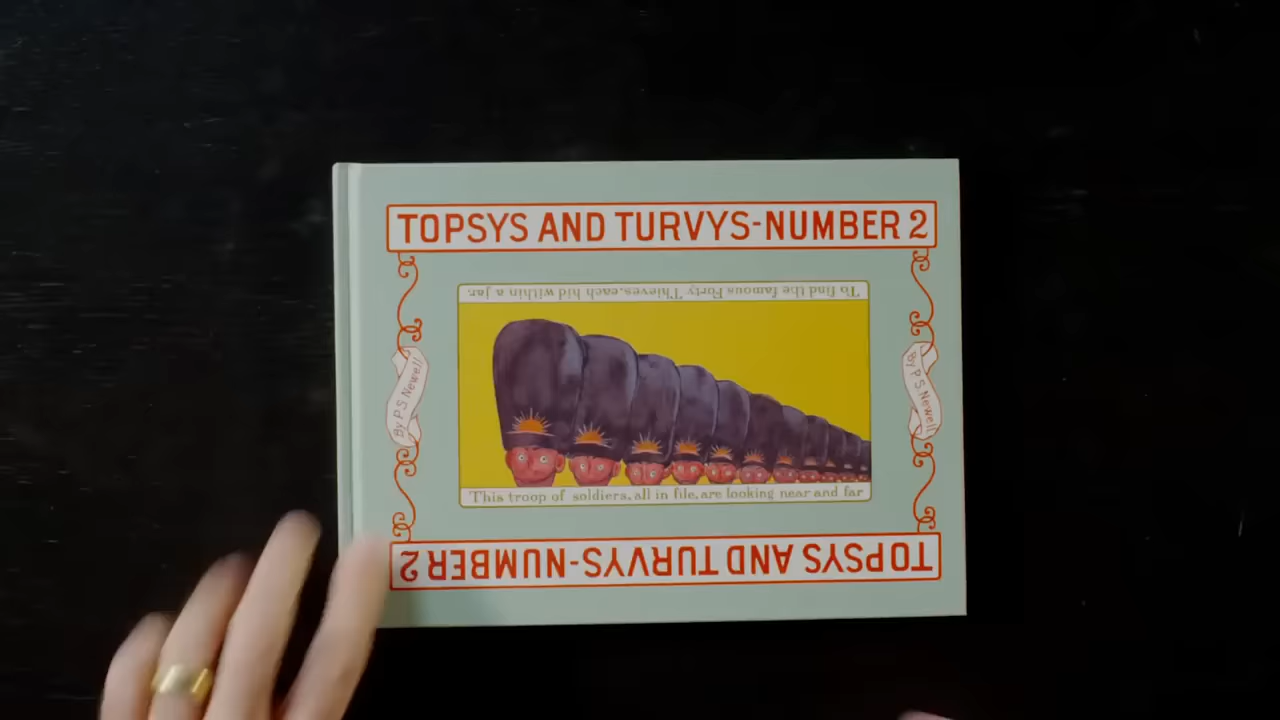 TOPSYS AND TURVYS-NUMBER 2
To find the famous Forty Thieves, each hid within a jar.
By P.S. Newell
By P S Newell
This troop of soldiers, all in file, are looking near and far
TOPSYS AND TURVYS-NUMBER 2